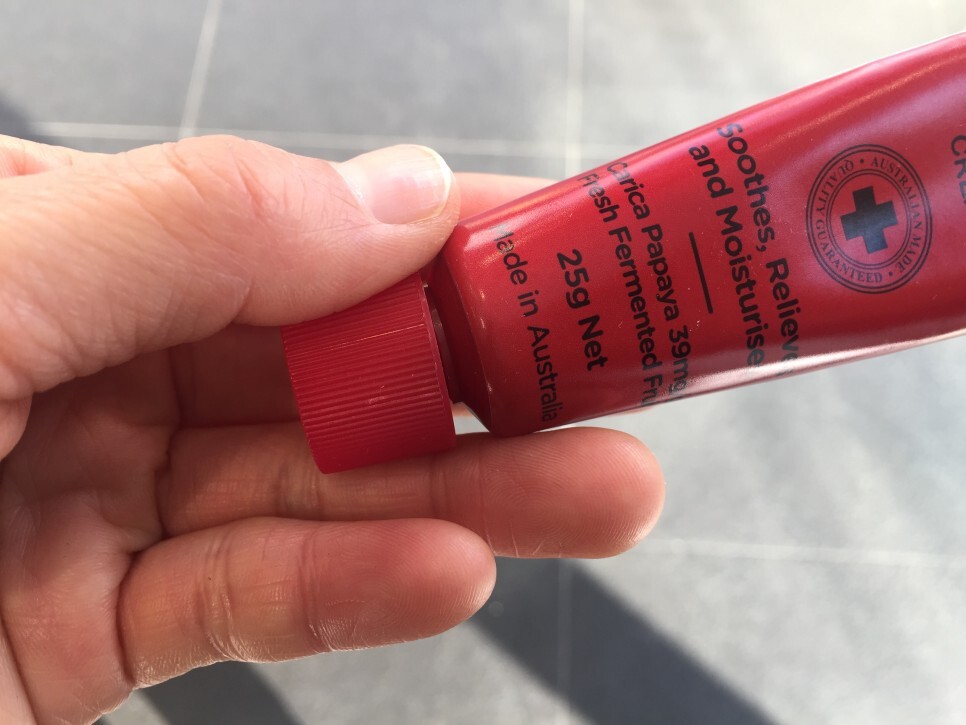 AUSTRALIAN MADE • GUARANTEED • QUALITY •
Soothes, Relieve
and Moisturise
Carica Papaya 39mg
Fresh Fermented Fru
25g Net
Made in Australia